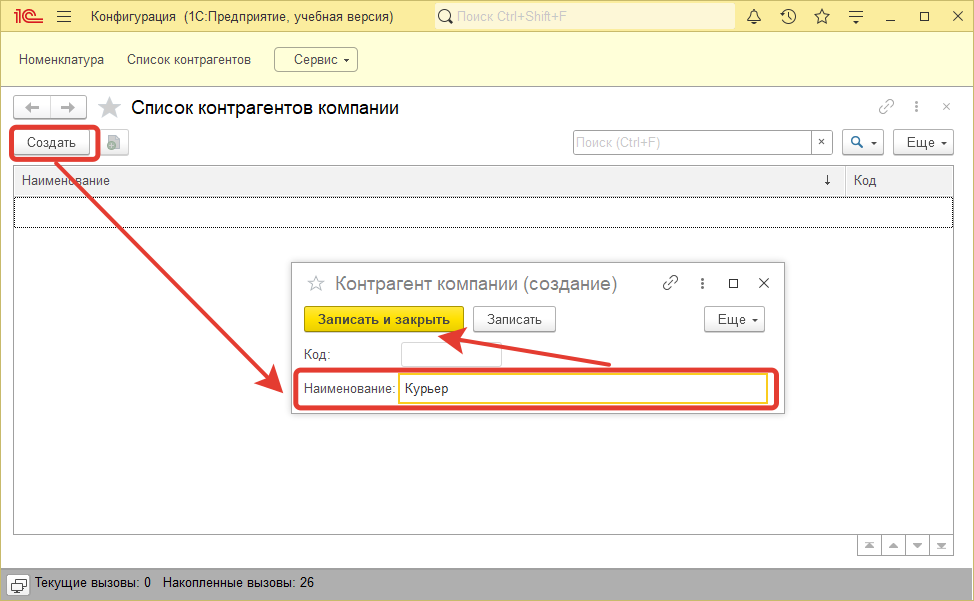 1С Конфигурация (1С:Предприятие, учебная версия) Поиск Ctrl+Shift+F
Номенклатура Список контрагентов Сервис
Список контрагентов компании
Создать Поиск (Ctrl+F) × Еще
Наименование ↓ Код
Контрагент компании (создание)
Записать и закрыть Записать Еще
Код:
Наименование: Курьер
Текущие вызовы: 0 Накопленные вызовы: 26